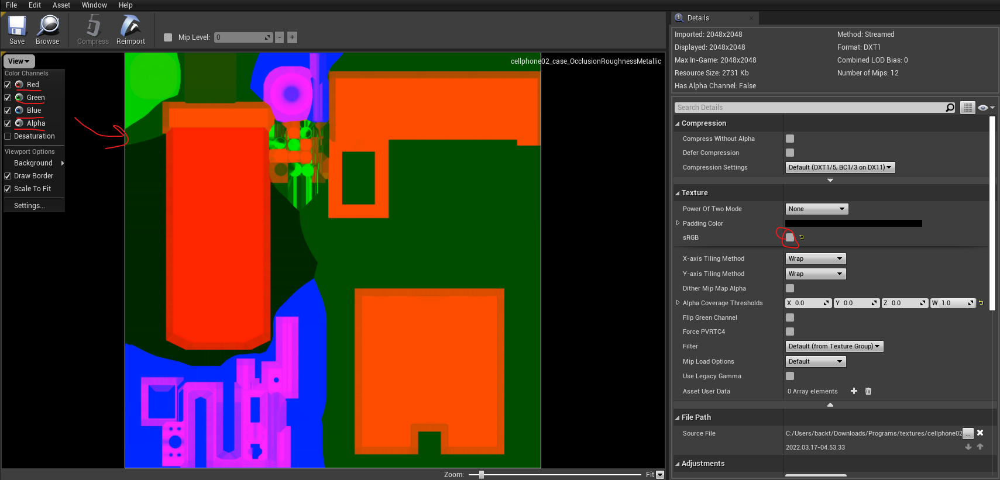 File Edit Asset Window Help
Save Browse Compress Reimport Mip Level: 0 - +
View
cellphone02_case_OcclusionRoughnessMetallic
Color Channels
Red
Green
Blue
Alpha
Desaturation
Viewport Options
Background
Draw Border
Scale To Fit
Settings...
Zoom: Fit
Details
Imported: 2048x2048 Method: Streamed
Displayed: 2048x2048 Format: DXT1
Max In-Game: 2048x2048 Combined LOD Bias: 0
Resource Size: 2731 Kb Number of Mips: 12
Has Alpha Channel: False
Search Details
Compression
Compress Without Alpha
Defer Compression
Compression Settings Default (DXT1/5, BC1/3 on DX11)
Texture
Power Of Two Mode None
Padding Color
sRGB
X-axis Tiling Method Wrap
Y-axis Tiling Method Wrap
Dither Mip Map Alpha
Alpha Coverage Thresholds X 0.0 Y 0.0 Z 0.0 W 1.0
Flip Green Channel
Force PVRTC4
Filter Default (from Texture Group)
Mip Load Options Default
Use Legacy Gamma
Asset User Data 0 Array elements
File Path
Source File C:/Users/backt/Downloads/Programs/textures/cellphone02 ...
2022.03.17-04.53.33
Adjustments